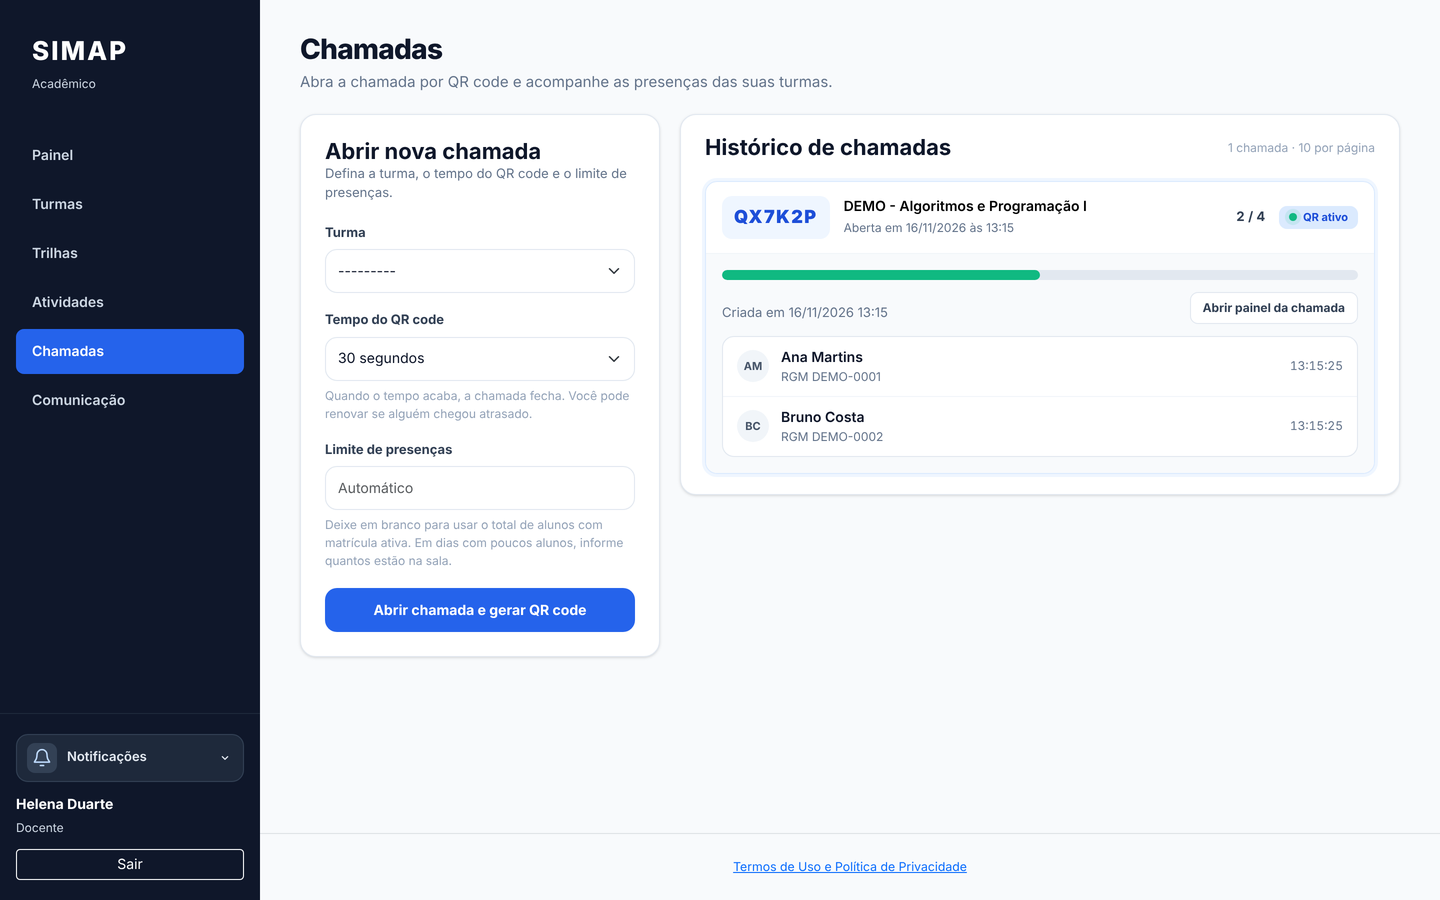 SIMAP
Acadêmico
Painel
Turmas
Trilhas
Atividades
Chamadas
Comunicação
Notificações
Helena Duarte
Docente
Sair
Chamadas
Abra a chamada por QR code e acompanhe as presenças das suas turmas.
Abrir nova chamada
Defina a turma, o tempo do QR code e o limite de
presenças.
Turma
---------
Tempo do QR code
30 segundos
Quando o tempo acaba, a chamada fecha. Você pode
renovar se alguém chegou atrasado.
Limite de presenças
Automático
Deixe em branco para usar o total de alunos com
matrícula ativa. Em dias com poucos alunos, informe
quantos estão na sala.
Abrir chamada e gerar QR code
Histórico de chamadas
1 chamada · 10 por página
QX7K2P
DEMO - Algoritmos e Programação I
Aberta em 16/11/2026 às 13:15
2 / 4
QR ativo
Criada em 16/11/2026 13:15
Abrir painel da chamada
AM
Ana Martins
RGM DEMO-0001
13:15:25
BC
Bruno Costa
RGM DEMO-0002
13:15:25
Termos de Uso e Política de Privacidade